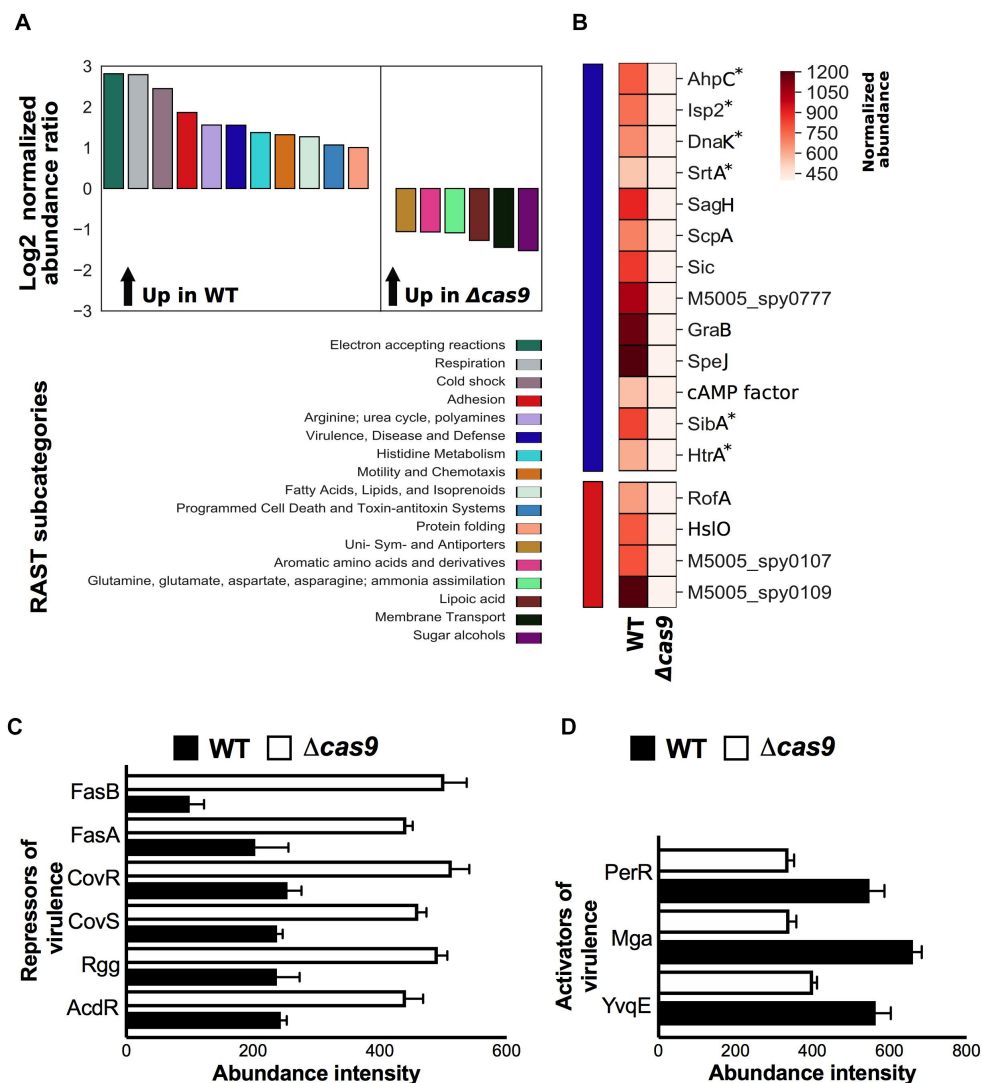 A
Log2 normalized
abundance ratio
3
2
1
0
−1
−2
−3
Up in WT
Up in Δcas9
RAST subcategories
Electron accepting reactions
Respiration
Cold shock
Adhesion
Arginine; urea cycle, polyamines
Virulence, Disease and Defense
Histidine Metabolism
Motility and Chemotaxis
Fatty Acids, Lipids, and Isoprenoids
Programmed Cell Death and Toxin-antitoxin Systems
Protein folding
Uni- Sym- and Antiporters
Aromatic amino acids and derivatives
Glutamine, glutamate, aspartate, asparagine; ammonia assimilation
Lipoic acid
Membrane Transport
Sugar alcohols
B
AhpC*
Isp2*
DnaK*
SrtA*
SagH
ScpA
Sic
M5005_spy0777
GraB
SpeJ
cAMP factor
SibA*
HtrA*
RofA
HslO
M5005_spy0107
M5005_spy0109
WT
Δcas9
1200
1050
900
750
600
450
Normalized
abundance
C
WT
Δcas9
Repressors of
virulence
FasB
FasA
CovR
CovS
Rgg
AcdR
0
400
600
Abundance intensity
D
WT
Δcas9
Activators of
virulence
PerR
Mga
YvqE
0
200
400
600
800
Abundance intensity